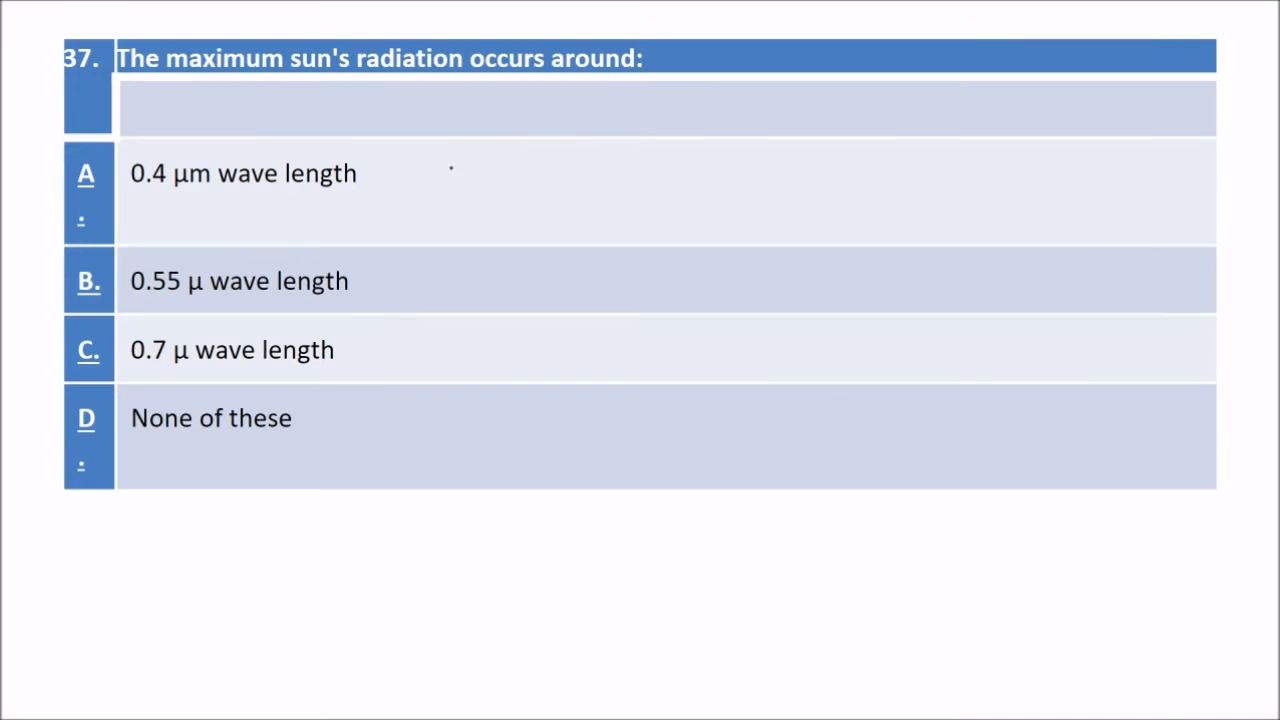 37. The maximum sun's radiation occurs around:
A 0.4 μm wave length
.
B. 0.55 μ wave length
C. 0.7 μ wave length
D None of these
.